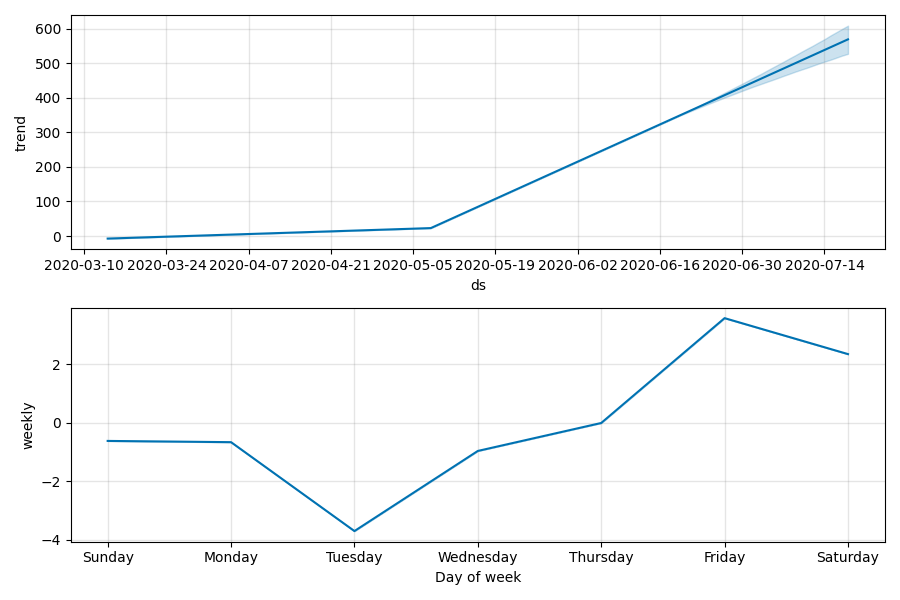 600
500
400
300
200
100
0
trend
2020-03-10 2020-03-24 2020-04-07 2020-04-21 2020-05-05 2020-05-19 2020-06-02 2020-06-16 2020-06-30 2020-07-14
ds
2
0
−2
−4
weekly
Sunday Monday Tuesday Wednesday Thursday Friday Saturday
Day of week